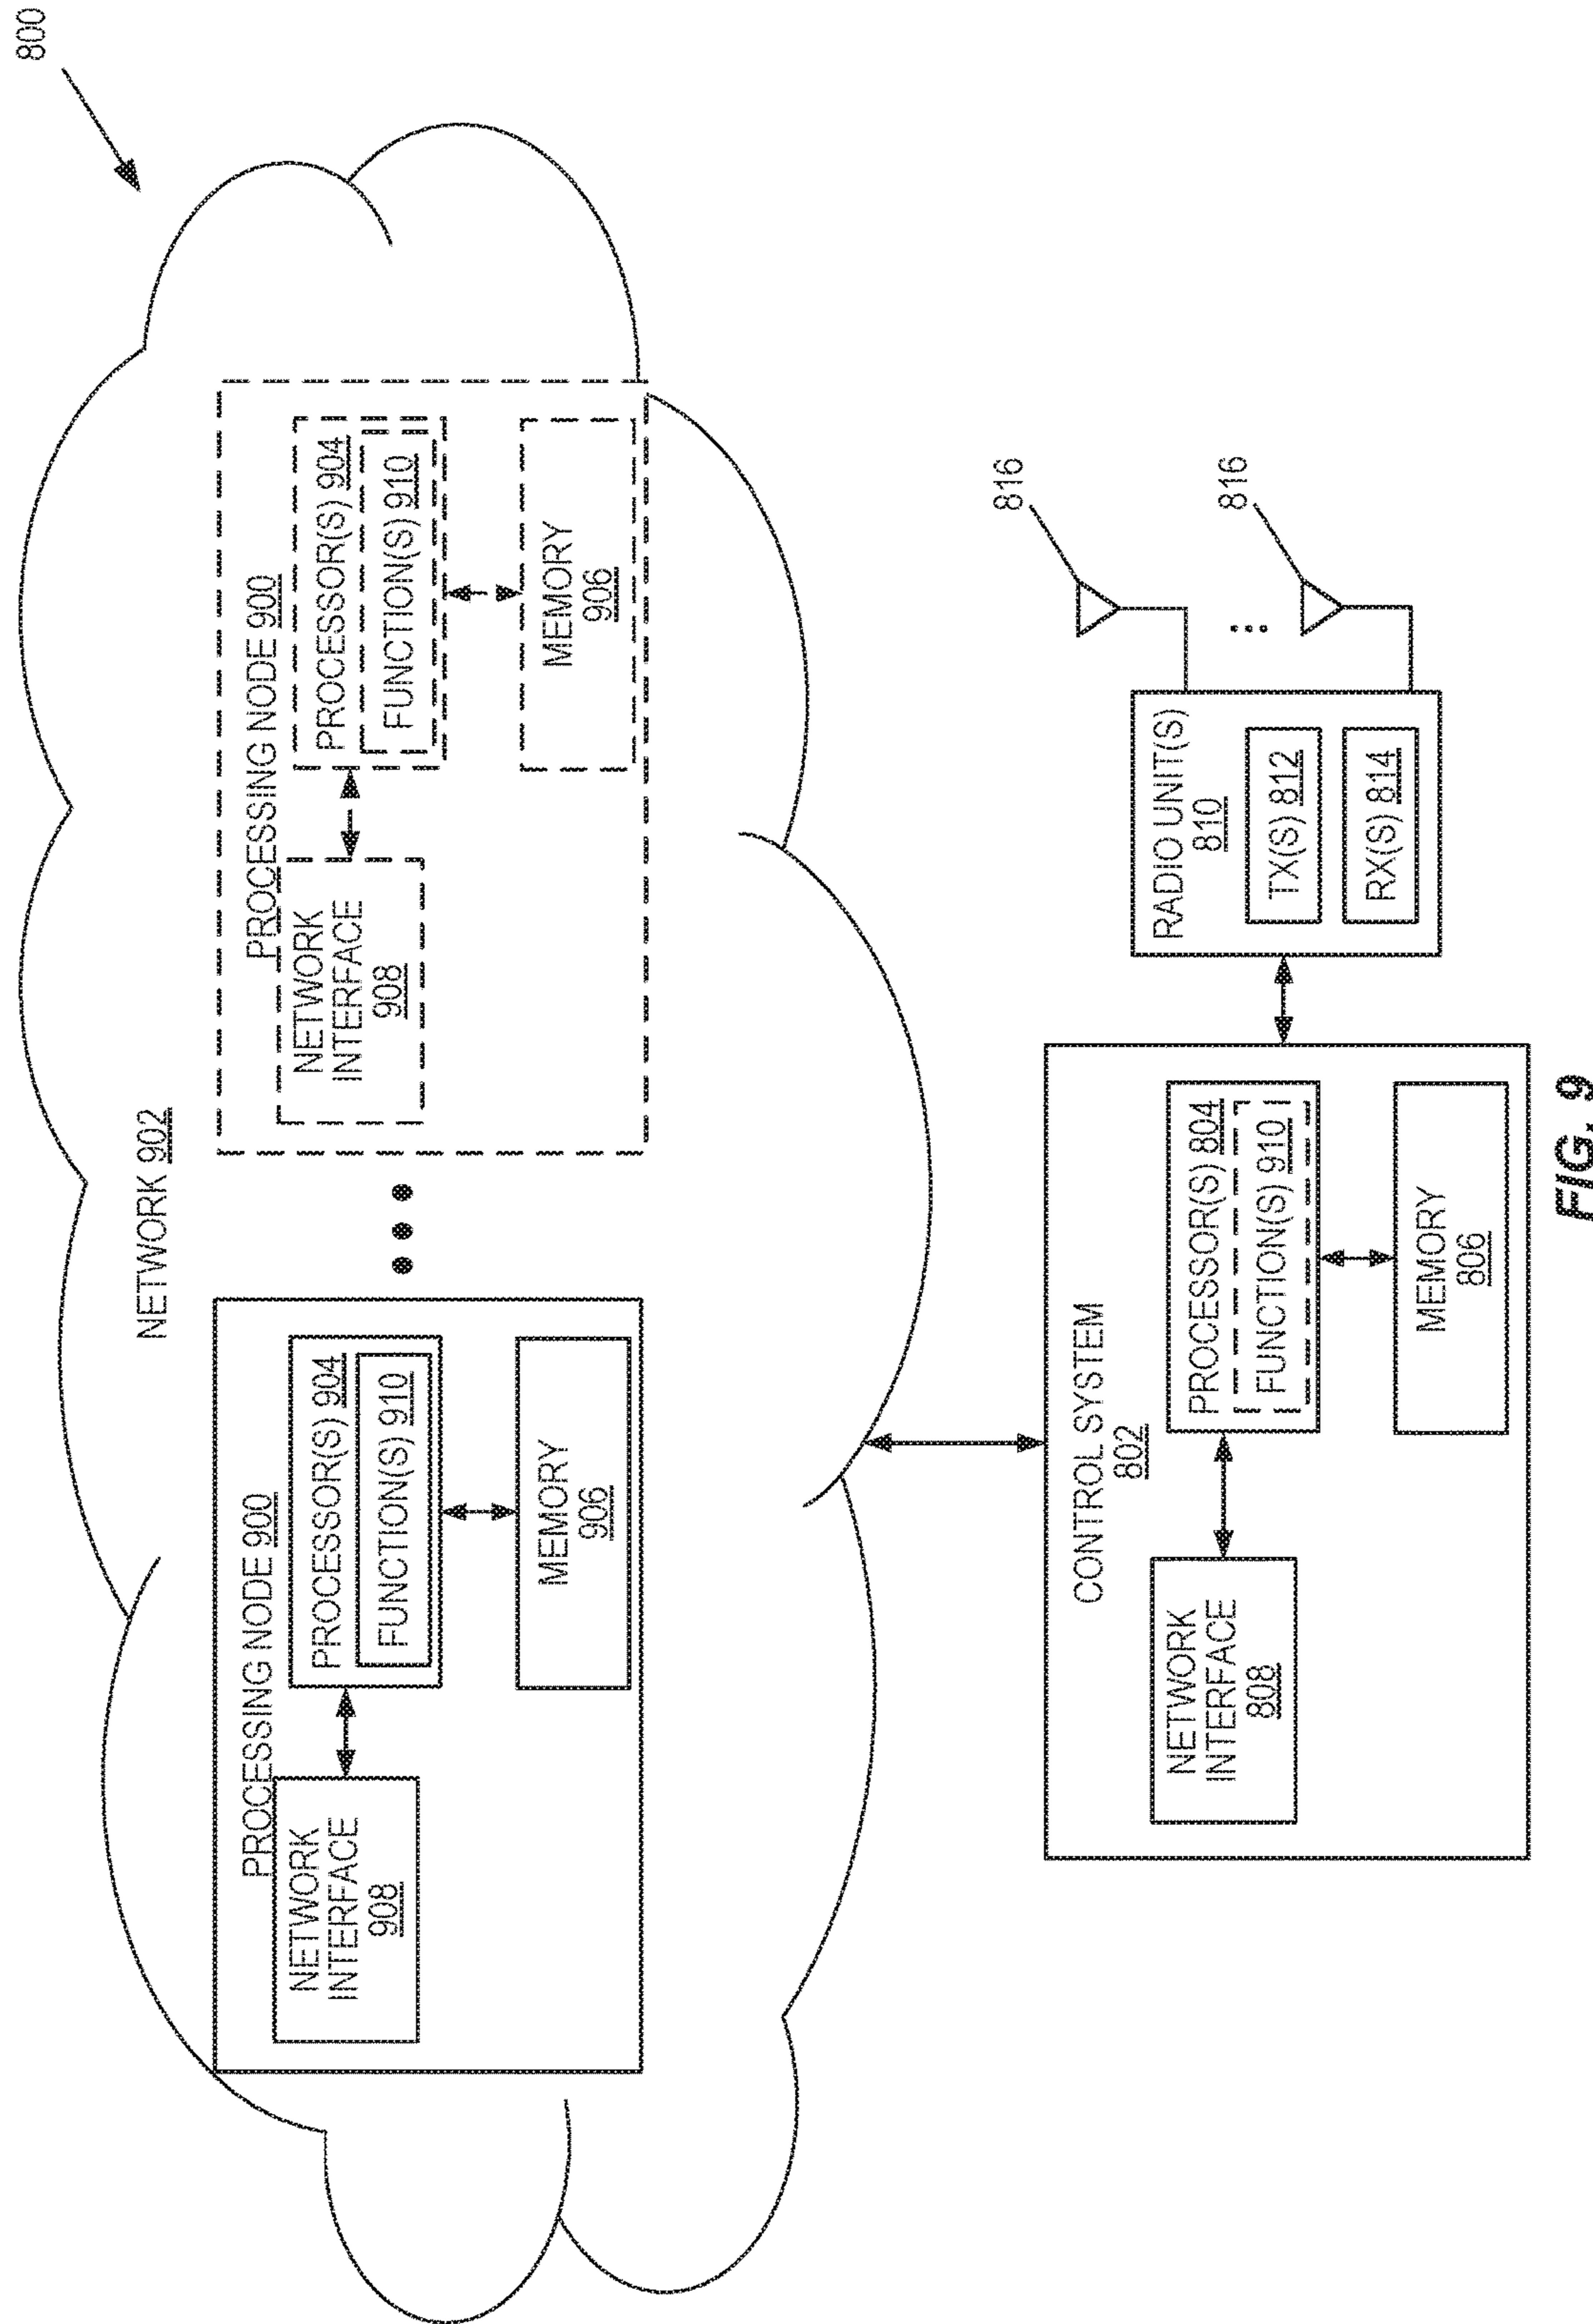 800
NETWORK 902
PROCESSING NODE 900
NETWORK
INTERFACE
908
PROCESSOR(S) 904
FUNCTION(S) 910
MEMORY
906
PROCESSING NODE 900
NETWORK
INTERFACE
908
PROCESSOR(S) 904
FUNCTION(S) 910
MEMORY
906
CONTROL SYSTEM
802
NETWORK
INTERFACE
808
PROCESSOR(S) 804
FUNCTION(S) 910
MEMORY
806
RADIO UNIT(S)
810
TX(S) 812
RX(S) 814
816
816
FIG. 9